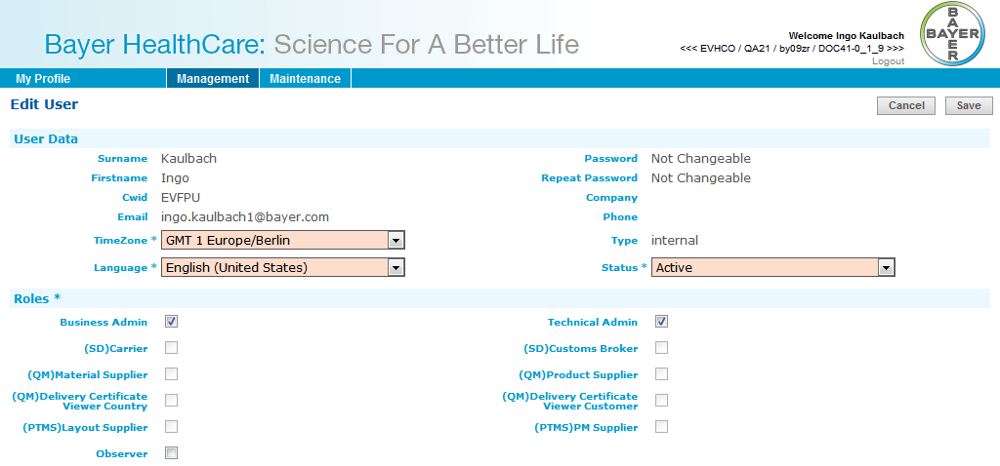 Bayer HealthCare: Science For A Better Life
Welcome Ingo Kaulbach
<<< EVHCO / QA21 / by09zr / DOC41-0_1_9 >>>
Logout
BAYER
BAYER
My Profile Management Maintenance
Edit User
Cancel Save
User Data
Surname Kaulbach Password Not Changeable
Firstname Ingo Repeat Password Not Changeable
Cwid EVFPU Company
Email ingo.kaulbach1@bayer.com Phone
TimeZone * GMT 1 Europe/Berlin Type internal
Language * English (United States) Status * Active
Roles *
Business Admin Technical Admin
(SD)Carrier (SD)Customs Broker
(QM)Material Supplier (QM)Product Supplier
(QM)Delivery Certificate (QM)Delivery Certificate
Viewer Country Viewer Customer
(PTMS)Layout Supplier (PTMS)PM Supplier
Observer